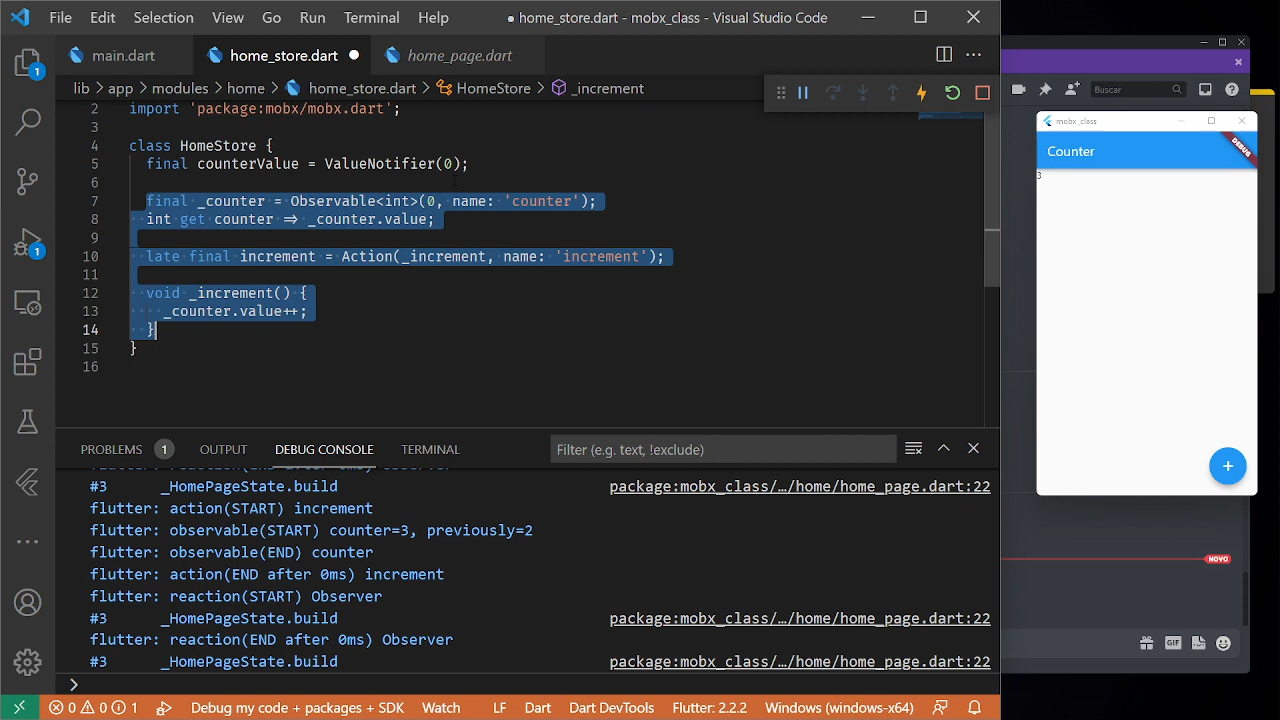 File Edit Selection View Go Run Terminal Help ● home_store.dart - mobx_class - Visual Studio Code
main.dart home_store.dart home_page.dart
lib > app > modules > home > home_store.dart > HomeStore > _increment
2 import 'package:mobx/mobx.dart';
3
4 class HomeStore {
5 final counterValue = ValueNotifier(0);
6
7 final _counter = Observable<int>(0, name: 'counter');
8 int get counter => _counter.value;
9
10 late final increment = Action(_increment, name: 'increment');
11
12 void _increment() {
13 _counter.value++;
14 }
15 }
16
1
1
PROBLEMS 1 OUTPUT DEBUG CONSOLE TERMINAL Filter (e.g. text, !exclude)
#3 _HomePageState.build package:mobx_class/…/home/home_page.dart:22
flutter: action(START) increment
flutter: observable(START) counter=3, previously=2
flutter: observable(END) counter
flutter: action(END after 0ms) increment
flutter: reaction(START) Observer
#3 _HomePageState.build package:mobx_class/…/home/home_page.dart:22
flutter: reaction(END after 0ms) Observer
#3 _HomePageState.build package:mobx_class/…/home/home_page.dart:22
>
0 0 1 Debug my code + packages + SDK Watch LF Dart Dart DevTools Flutter: 2.2.2 Windows (windows-x64)
Buscar
mobx_class
Counter
DEBUG
3
+
NOVO
GIF